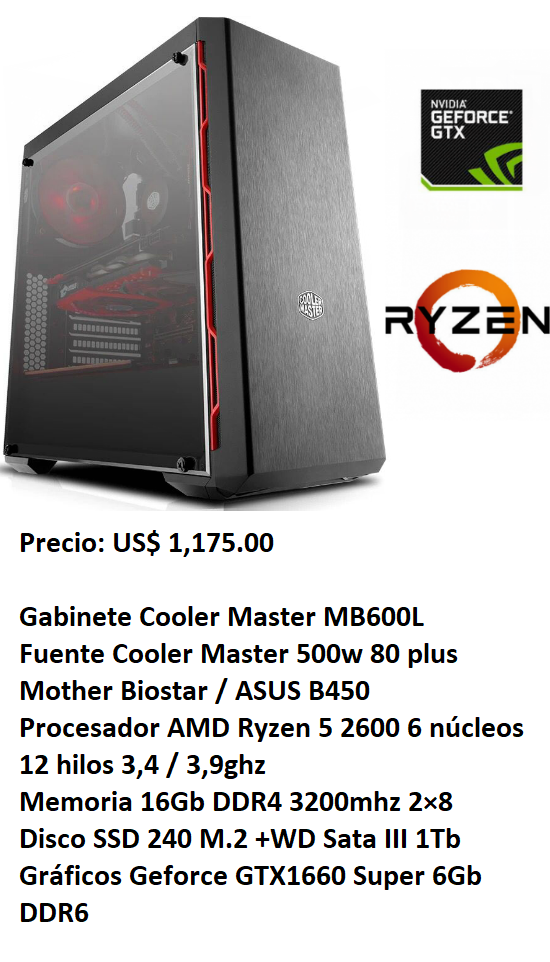 NVIDIA
GEFORCE
GTX
COOLER
MASTER
RYZEN
Precio: US$ 1,175.00
Gabinete Cooler Master MB600L
Fuente Cooler Master 500w 80 plus
Mother Biostar / ASUS B450
Procesador AMD Ryzen 5 2600 6 núcleos
12 hilos 3,4 / 3,9ghz
Memoria 16Gb DDR4 3200mhz 2×8
Disco SSD 240 M.2 +WD Sata III 1Tb
Gráficos Geforce GTX1660 Super 6Gb
DDR6